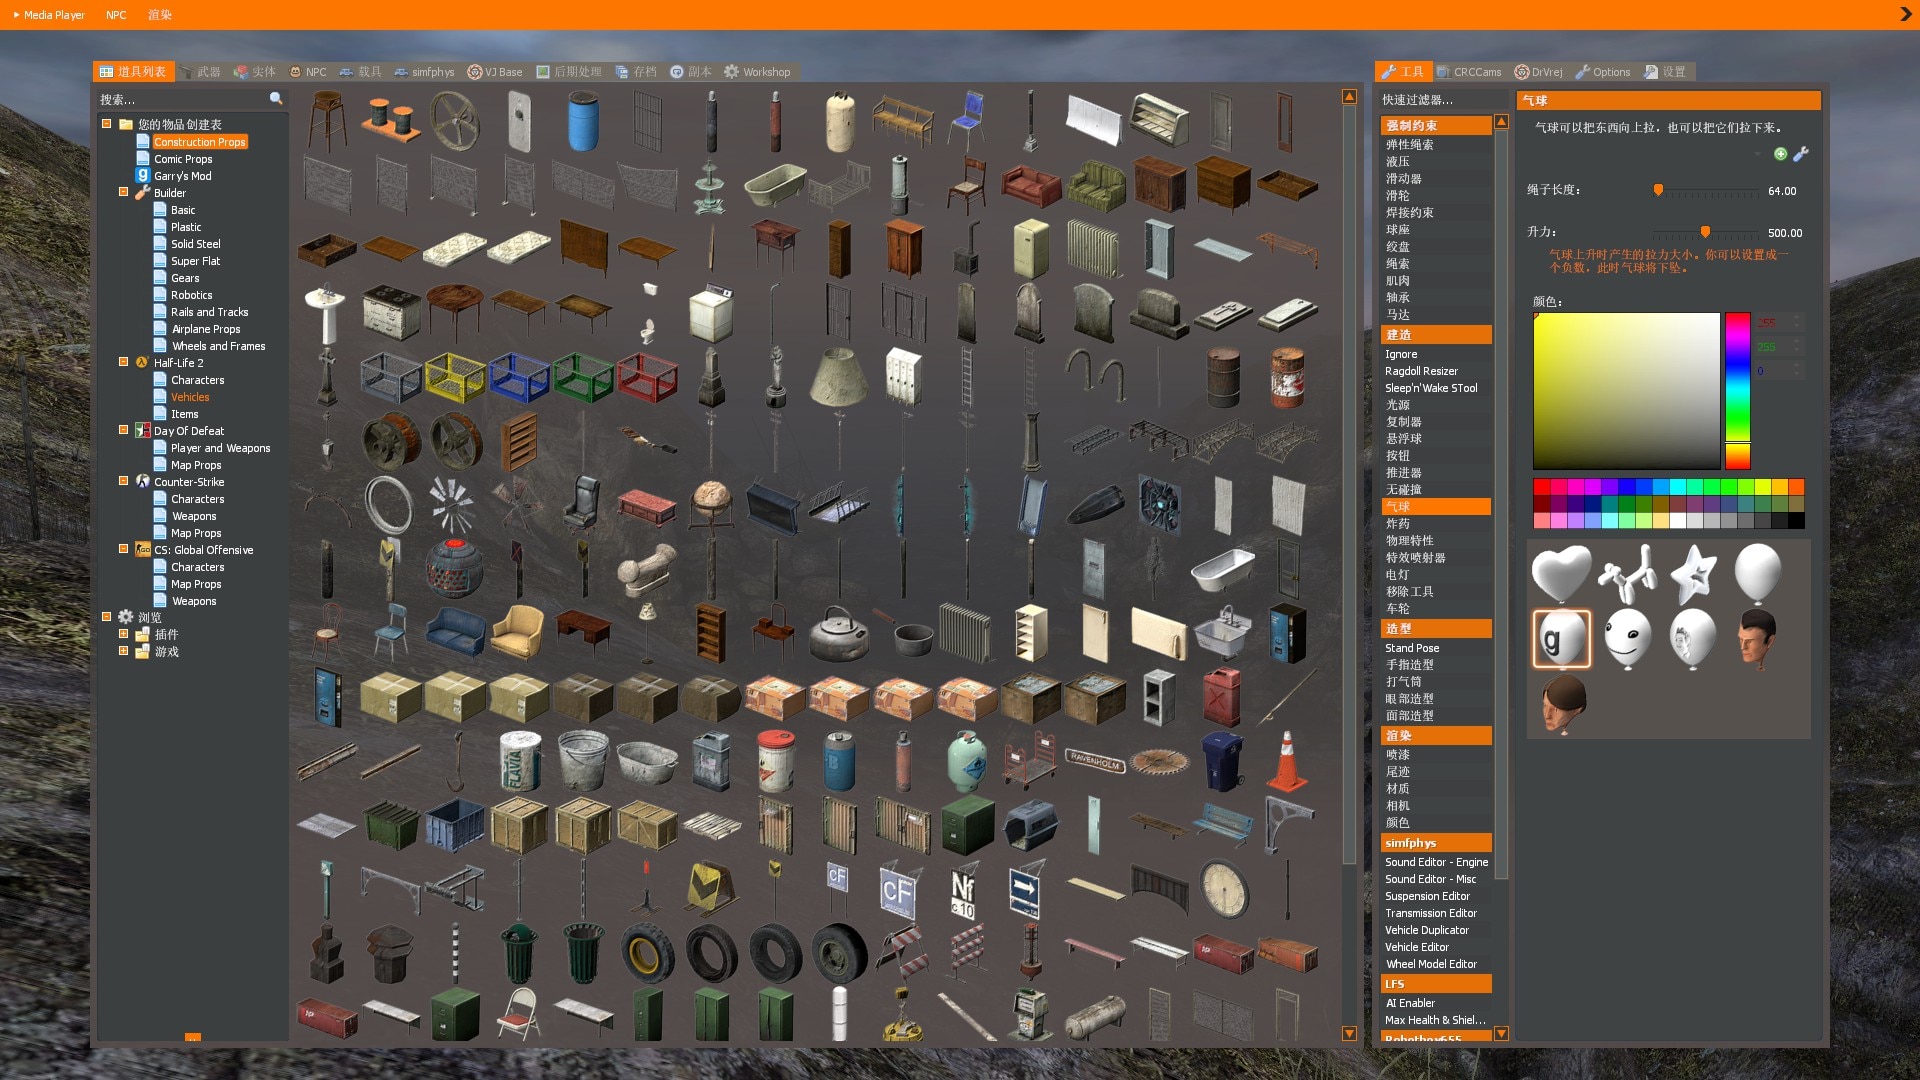 Media Player NPC 渲染
道具列表 武器 实体 NPC 载具 simfphys VJ Base 后期处理 存档 副本 Workshop
工具 CRCCams DrVrej Options 设置
搜索...
您的物品创建表
Construction Props
Comic Props
Garry's Mod
Builder
Basic
Plastic
Solid Steel
Super Flat
Gears
Robotics
Rails and Tracks
Airplane Props
Wheels and Frames
Half-Life 2
Characters
Vehicles
Items
Day Of Defeat
Player and Weapons
Map Props
Counter-Strike
Characters
Weapons
Map Props
CS: Global Offensive
Characters
Map Props
Weapons
浏览
插件
游戏
RAVENHOLM
cF
cF
Nf
c 10
快速过滤器...
强制约束
弹性绳索
液压
滑动器
滑轮
焊接约束
球座
绞盘
绳索
肌肉
轴承
马达
建造
Ignore
Ragdoll Resizer
Sleep'n'Wake STool
光源
复制器
悬浮球
按钮
推进器
无碰撞
气球
炸药
物理特性
特效喷射器
电灯
移除工具
车轮
造型
Stand Pose
手指造型
打气筒
眼部造型
面部造型
渲染
喷漆
尾迹
材质
相机
颜色
simfphys
Sound Editor - Engine
Sound Editor - Misc
Suspension Editor
Transmission Editor
Vehicle Duplicator
Vehicle Editor
Wheel Model Editor
LFS
AI Enabler
Max Health & Shiel...
Robotboy655
气球
气球可以把东西向上拉，也可以把它们拉下来。
绳子长度： 64.00
升力： 500.00
气球上升时产生的拉力大小。你可以设置成一
个负数，此时气球将下坠。
颜色：
255
255
0
g